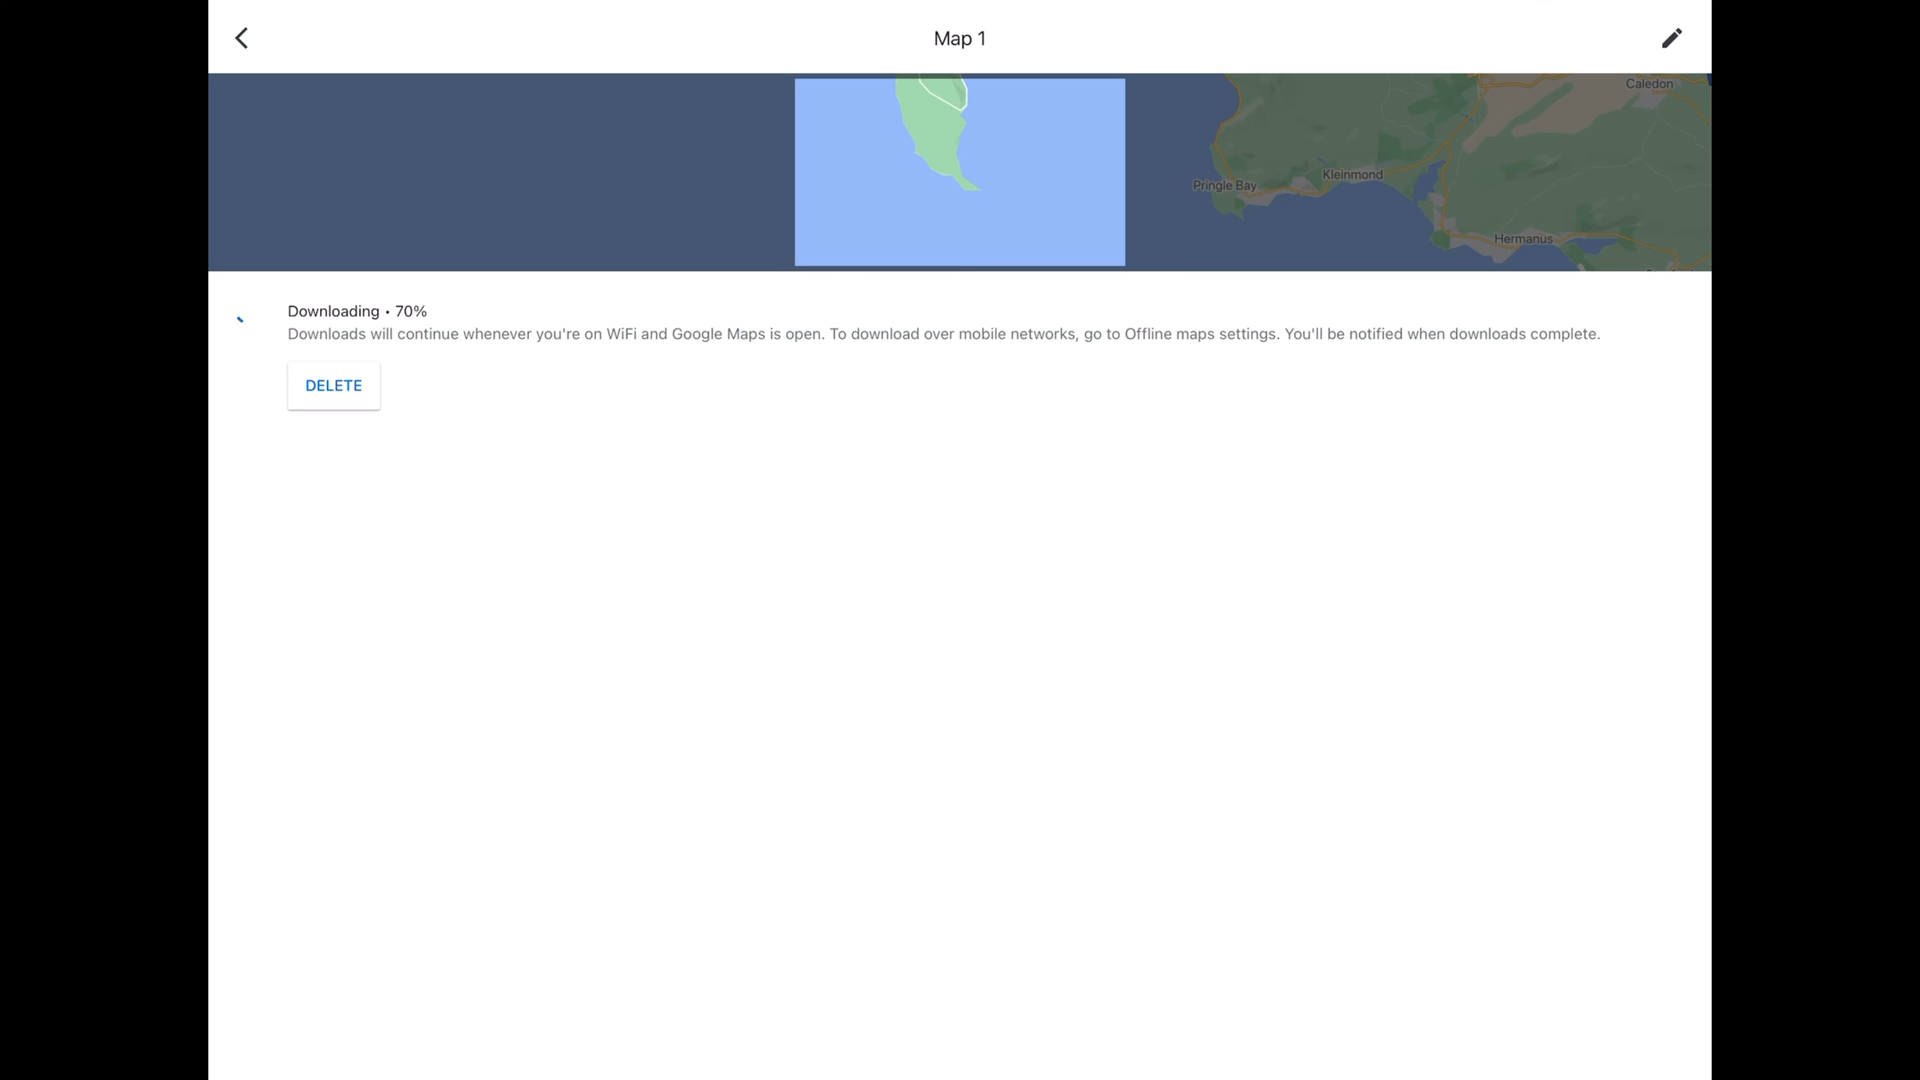 Map 1
Caledon
Kleinmond
Pringle Bay
Hermanus
Downloading • 70%
Downloads will continue whenever you're on WiFi and Google Maps is open. To download over mobile networks, go to Offline maps settings. You'll be notified when downloads complete.
DELETE